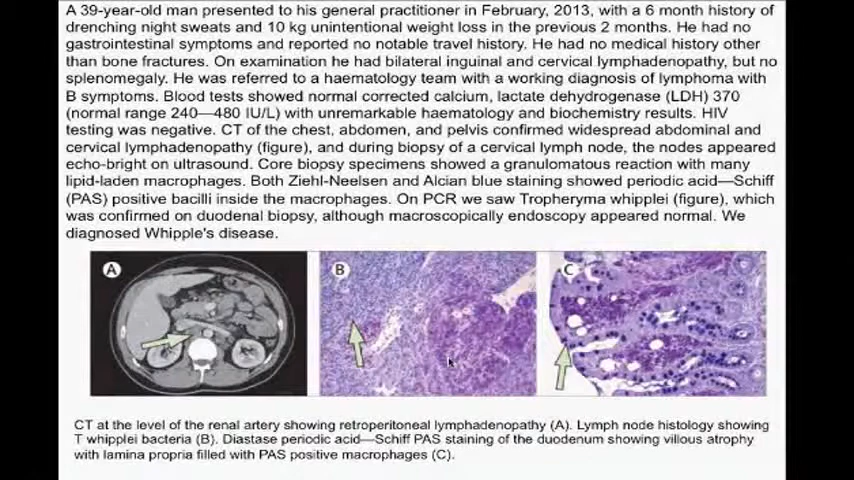 A 39-year-old man presented to his general practitioner in February, 2013, with a 6 month history of
drenching night sweats and 10 kg unintentional weight loss in the previous 2 months. He had no
gastrointestinal symptoms and reported no notable travel history. He had no medical history other
than bone fractures. On examination he had bilateral inguinal and cervical lymphadenopathy, but no
splenomegaly. He was referred to a haematology team with a working diagnosis of lymphoma with
B symptoms. Blood tests showed normal corrected calcium, lactate dehydrogenase (LDH) 370
(normal range 240—480 IU/L) with unremarkable haematology and biochemistry results. HIV
testing was negative. CT of the chest, abdomen, and pelvis confirmed widespread abdominal and
cervical lymphadenopathy (figure), and during biopsy of a cervical lymph node, the nodes appeared
echo-bright on ultrasound. Core biopsy specimens showed a granulomatous reaction with many
lipid-laden macrophages. Both Ziehl-Neelsen and Alcian blue staining showed periodic acid—Schiff
(PAS) positive bacilli inside the macrophages. On PCR we saw Tropheryma whipplei (figure), which
was confirmed on duodenal biopsy, although macroscopically endoscopy appeared normal. We
diagnosed Whipple's disease.
A B C
CT at the level of the renal artery showing retroperitoneal lymphadenopathy (A). Lymph node histology showing
T whipplei bacteria (B). Diastase periodic acid—Schiff PAS staining of the duodenum showing villous atrophy
with lamina propria filled with PAS positive macrophages (C).